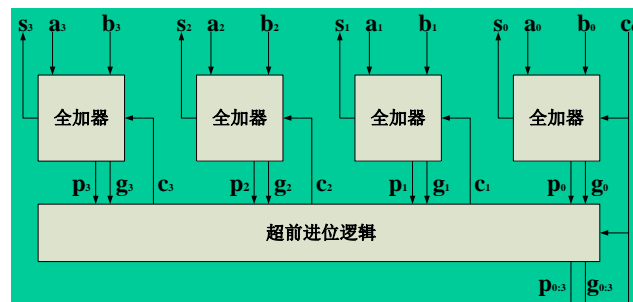 s₃ a₃ b₃ s₂ a₂ b₂ s₁ a₁ b₁ s₀ a₀ b₀
全加器 全加器 全加器 全加器
p₃ g₃ c₃ p₂ g₂ c₂ p₁ g₁ c₁ p₀ g₀
超前进位逻辑
p₀:₃ g₀:₃